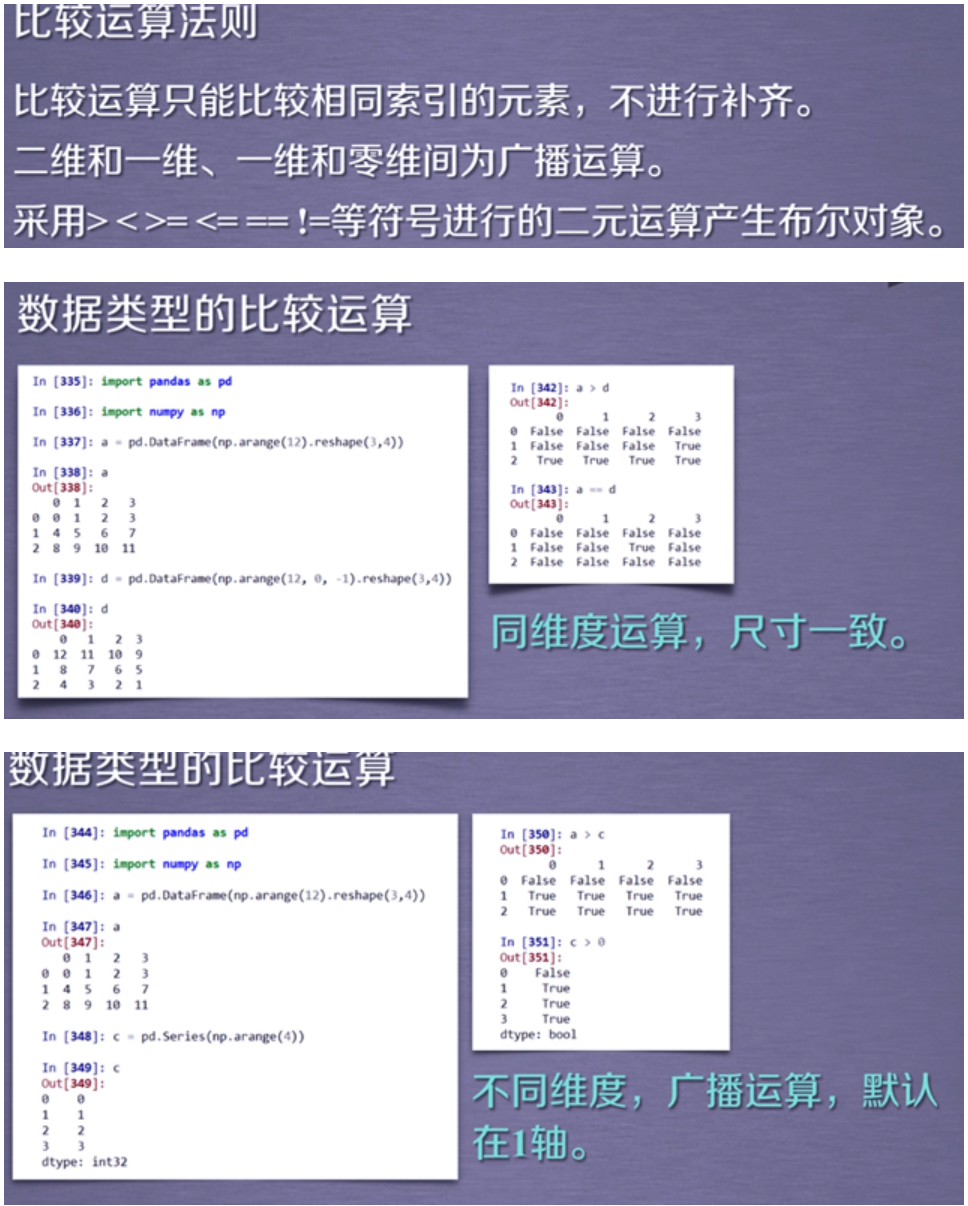 比较运算法则
比较运算只能比较相同索引的元素，不进行补齐。
二维和一维、一维和零维间为广播运算。
采用> < >= <= == !=等符号进行的二元运算产生布尔对象。
数据类型的比较运算
In [335]: import pandas as pd
In [336]: import numpy as np
In [337]: a = pd.DataFrame(np.arange(12).reshape(3,4))
In [338]: a
Out[338]:
0 1 2 3
0 0 1 2 3
1 4 5 6 7
2 8 9 10 11
In [339]: d = pd.DataFrame(np.arange(12, 0, -1).reshape(3,4))
In [340]: d
Out[340]:
0 1 2 3
0 12 11 10 9
1 8 7 6 5
2 4 3 2 1
In [342]: a > d
Out[342]:
0 1 2 3
0 False False False False
1 False False False True
2 True True True True
In [343]: a == d
Out[343]:
0 1 2 3
0 False False False False
1 False False True False
2 False False False False
同维度运算，尺寸一致。
数据类型的比较运算
In [344]: import pandas as pd
In [345]: import numpy as np
In [346]: a = pd.DataFrame(np.arange(12).reshape(3,4))
In [347]: a
Out[347]:
0 1 2 3
0 0 1 2 3
1 4 5 6 7
2 8 9 10 11
In [348]: c = pd.Series(np.arange(4))
In [349]: c
Out[349]:
0 0
1 1
2 2
3 3
dtype: int32
In [350]: a > c
Out[350]:
0 1 2 3
0 False False False False
1 True True True True
2 True True True True
In [351]: c > 0
Out[351]:
0 False
1 True
2 True
3 True
dtype: bool
不同维度，广播运算，默认
在1轴。